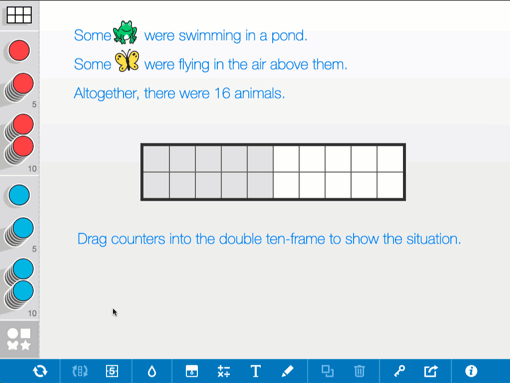 Some were swimming in a pond.
Some were flying in the air above them.
Altogether, there were 16 animals.
5
10
Drag counters into the double ten-frame to show the situation.
5
10